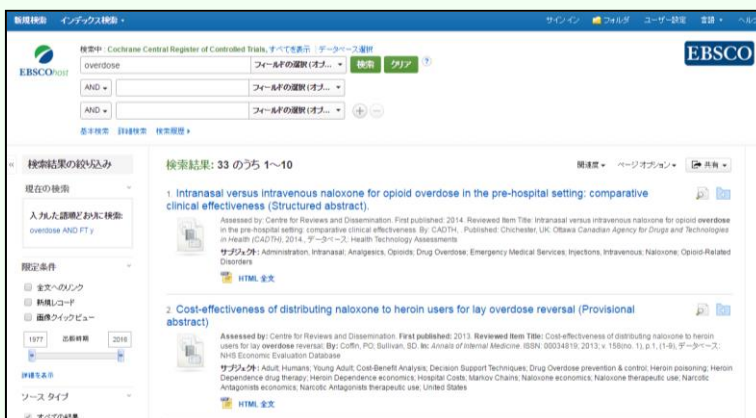 新規検索 インデックス検索
サインイン フォルダ ユーザー設定 言語 ヘル
検索中: Cochrane Central Register of Controlled Trials, すべてを表示 | データベース選択
overdose フィールドの選択 (オプ... 検索 クリア ?
EBSCOhost
EBSCO
AND フィールドの選択 (オプ...
AND フィールドの選択 (オプ... + −
基本検索 詳細検索 検索履歴
« 検索結果の絞り込み
現在の検索
入力した語順どおりに検索:
overdose AND FT y
限定条件
全文へのリンク
新規レコード
画像クイックビュー
1977 出版時期 2016
詳細を表示
ソース タイプ
すべての結果
検索結果: 33 のうち 1~10
関連度 ページ オプション 共有
1. Intranasal versus intravenous naloxone for opioid overdose in the pre-hospital setting: comparative
clinical effectiveness (Structured abstract).
Assessed by: Centre for Reviews and Dissemination. First published: 2014. Reviewed Item Title: Intranasal versus intravenous naloxone for opioid overdose
in the pre-hospital setting: comparative clinical effectiveness. By: CADTH, . Published: Chichester, UK. Ottawa Canadian Agency for Drugs and Technologies
in Health (CADTH), 2014., データベース: Health Technology Assessments
サブジェクト: Administration, Intranasal; Analgesics, Opioids; Drug Overdose; Emergency Medical Services; Injections, Intravenous; Naloxone; Opioid-Related
Disorders
HTML 全文
2. Cost-effectiveness of distributing naloxone to heroin users for lay overdose reversal (Provisional
abstract)
Assessed by: Centre for Reviews and Dissemination. First published: 2013. Reviewed Item Title: Cost-effectiveness of distributing naloxone to heroin
users for lay overdose reversal; By: Coffin, PO; Sullivan, SD. In: Annals of Internal Medicine. ISSN: 00034819; 2013; v. 158(no. 1), p.1, (1-9), データベース:
NHS Economic Evaluation Database
サブジェクト: Adult; Humans; Young Adult; Cost-Benefit Analysis; Decision Support Techniques; Drug Overdose prevention & control; Heroin poisoning; Heroin
Dependence drug therapy; Heroin Dependence economics; Hospital Costs; Markov Chains; Naloxone economics; Naloxone therapeutic use; Narcotic
Antagonists economics; Narcotic Antagonists therapeutic use; United States
HTML 全文